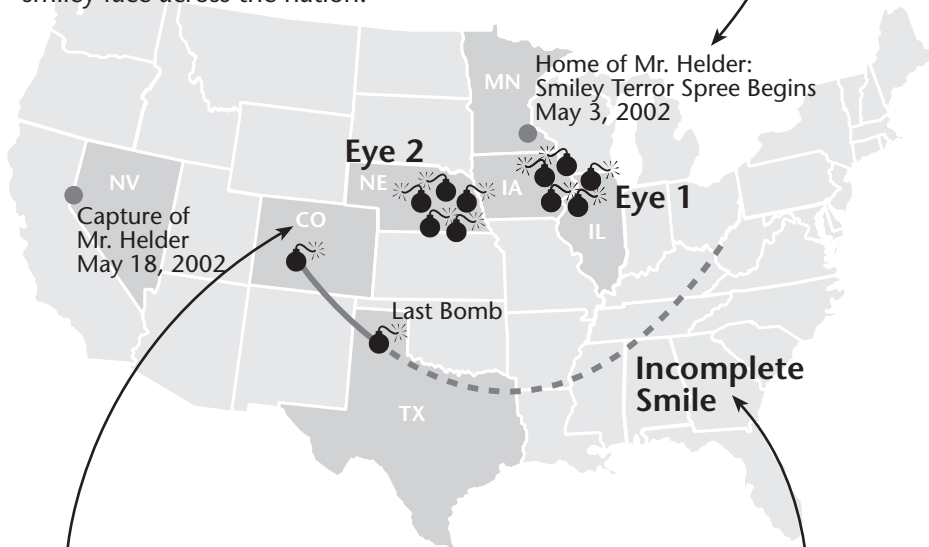 smiley face across the nation.
Home of Mr. Helder:
Smiley Terror Spree Begins
May 3, 2002
MN
Eye 2
NV
NE
IA
Eye 1
Capture of
Mr. Helder
May 18, 2002
CO
IL
Last Bomb
Incomplete
Smile
TX